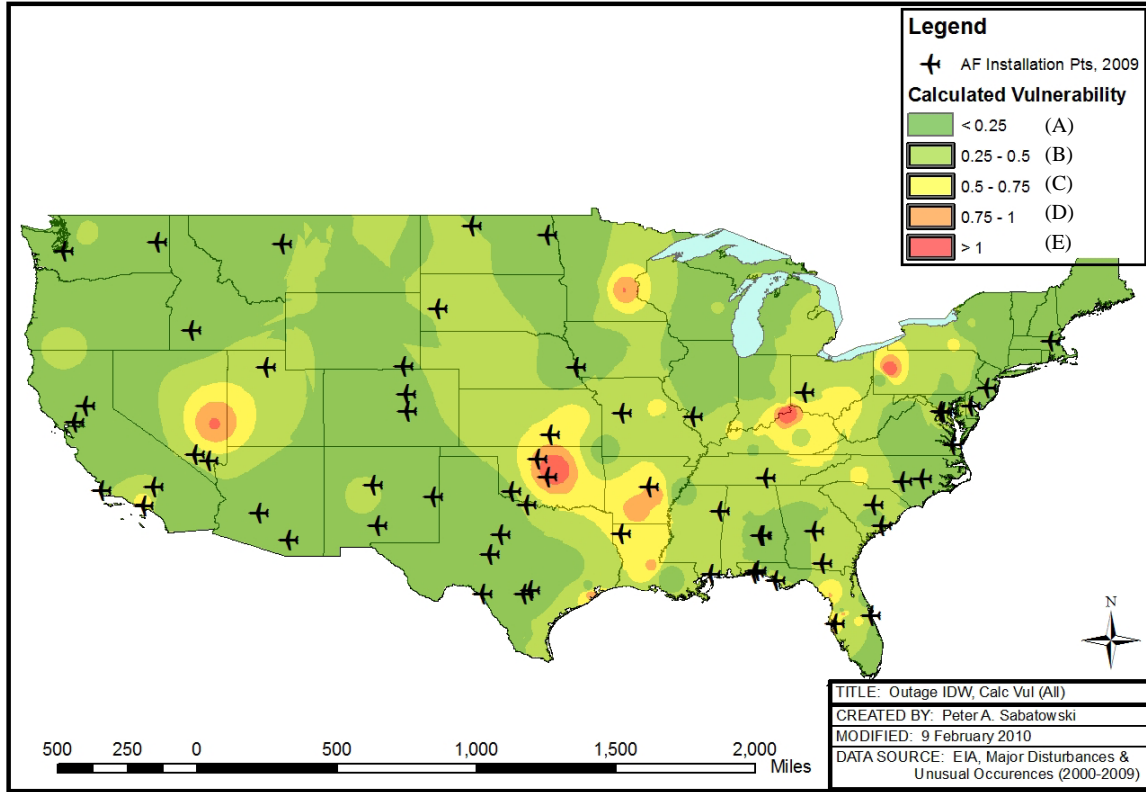 Legend
AF Installation Pts, 2009
Calculated Vulnerability
< 0.25 (A)
0.25 - 0.5 (B)
0.5 - 0.75 (C)
0.75 - 1 (D)
> 1 (E)
N
TITLE: Outage IDW, Calc Vul (All)
CREATED BY: Peter A. Sabatowski
MODIFIED: 9 February 2010
DATA SOURCE: EIA, Major Disturbances &
Unusual Occurences (2000-2009)
500 250 0 500 1,000 1,500 2,000
Miles